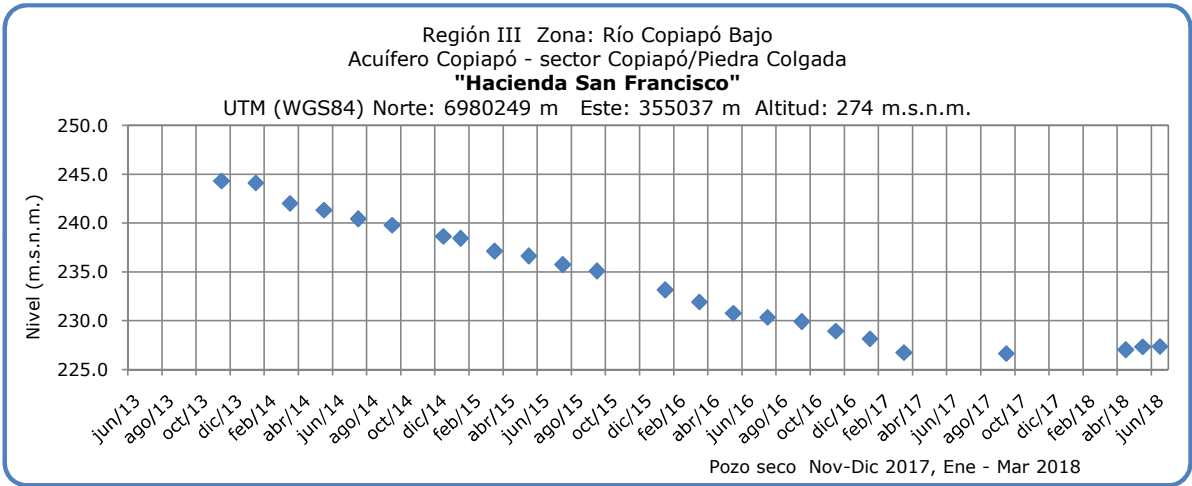 Región III  Zona: Río Copiapó Bajo
Acuífero Copiapó - sector Copiapó/Piedra Colgada
"Hacienda San Francisco"
UTM (WGS84) Norte: 6980249 m   Este: 355037 m  Altitud: 274 m.s.n.m.
Nivel (m.s.n.m.)
250.0
245.0
240.0
235.0
230.0
225.0
jun/13
ago/13
oct/13
dic/13
feb/14
abr/14
jun/14
ago/14
oct/14
dic/14
feb/15
abr/15
jun/15
ago/15
oct/15
dic/15
feb/16
abr/16
jun/16
ago/16
oct/16
dic/16
feb/17
abr/17
jun/17
ago/17
oct/17
dic/17
feb/18
abr/18
jun/18
Pozo seco  Nov-Dic 2017, Ene - Mar 2018